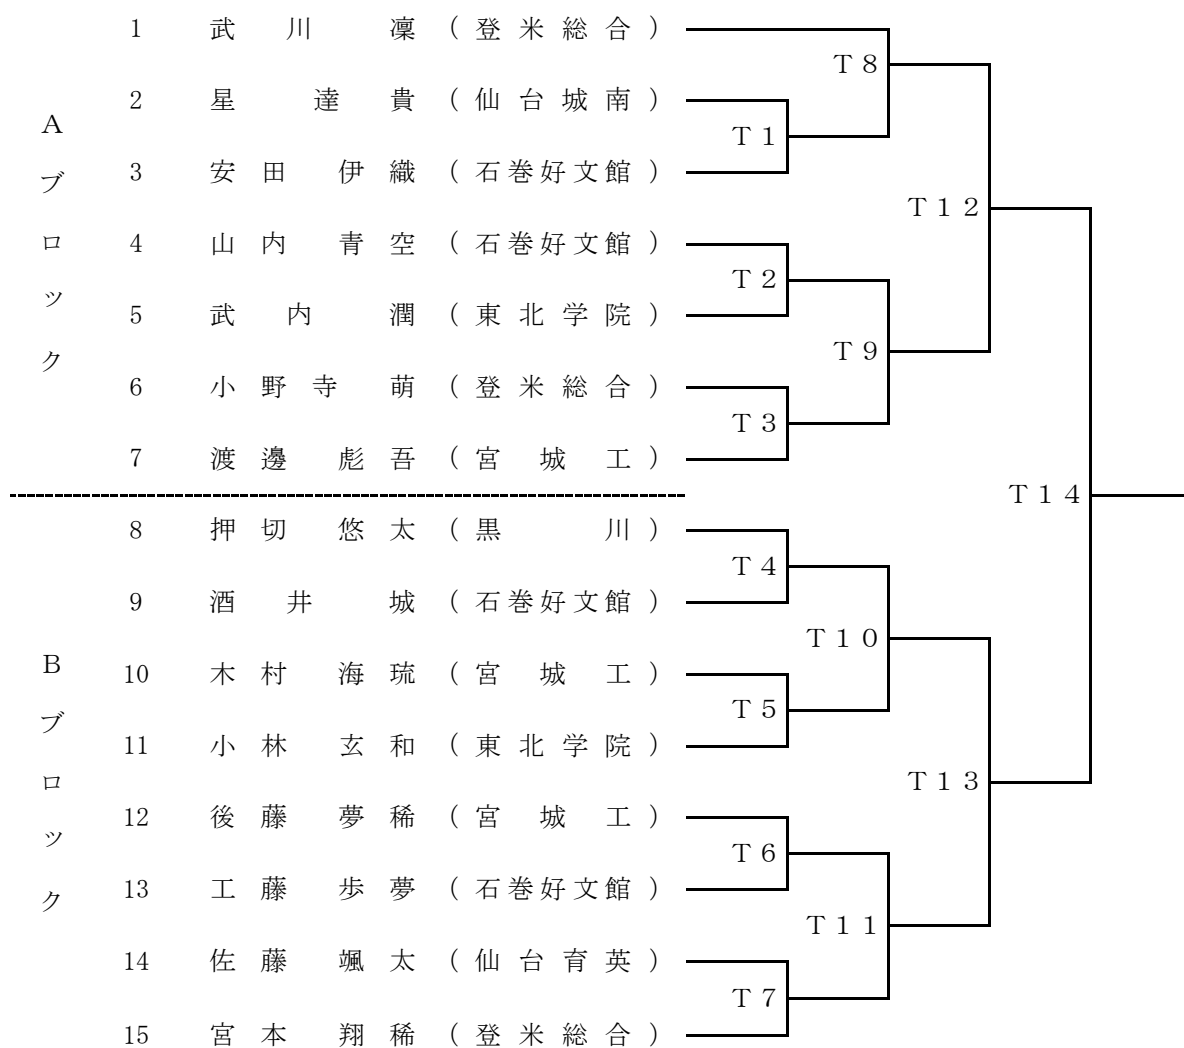 1 武川 凜 (登米総合)
T8
2 星 達貴 (仙台城南)
T1
3 安田 伊織 (石巻好文館)
Aブロック
T12
4 山内 青空 (石巻好文館)
T2
5 武内 潤 (東北学院)
T9
6 小野寺 萌 (登米総合)
T3
7 渡邊 彪吾 (宮城工)
T14
8 押切 悠太 (黒川)
T4
9 酒井 城 (石巻好文館)
T10
10 木村 海琉 (宮城工)
T5
11 小林 玄和 (東北学院)
Bブロック
T13
12 後藤 夢稀 (宮城工)
T6
13 工藤 歩夢 (石巻好文館)
T11
14 佐藤 颯太 (仙台育英)
T7
15 宮本 翔稀 (登米総合)